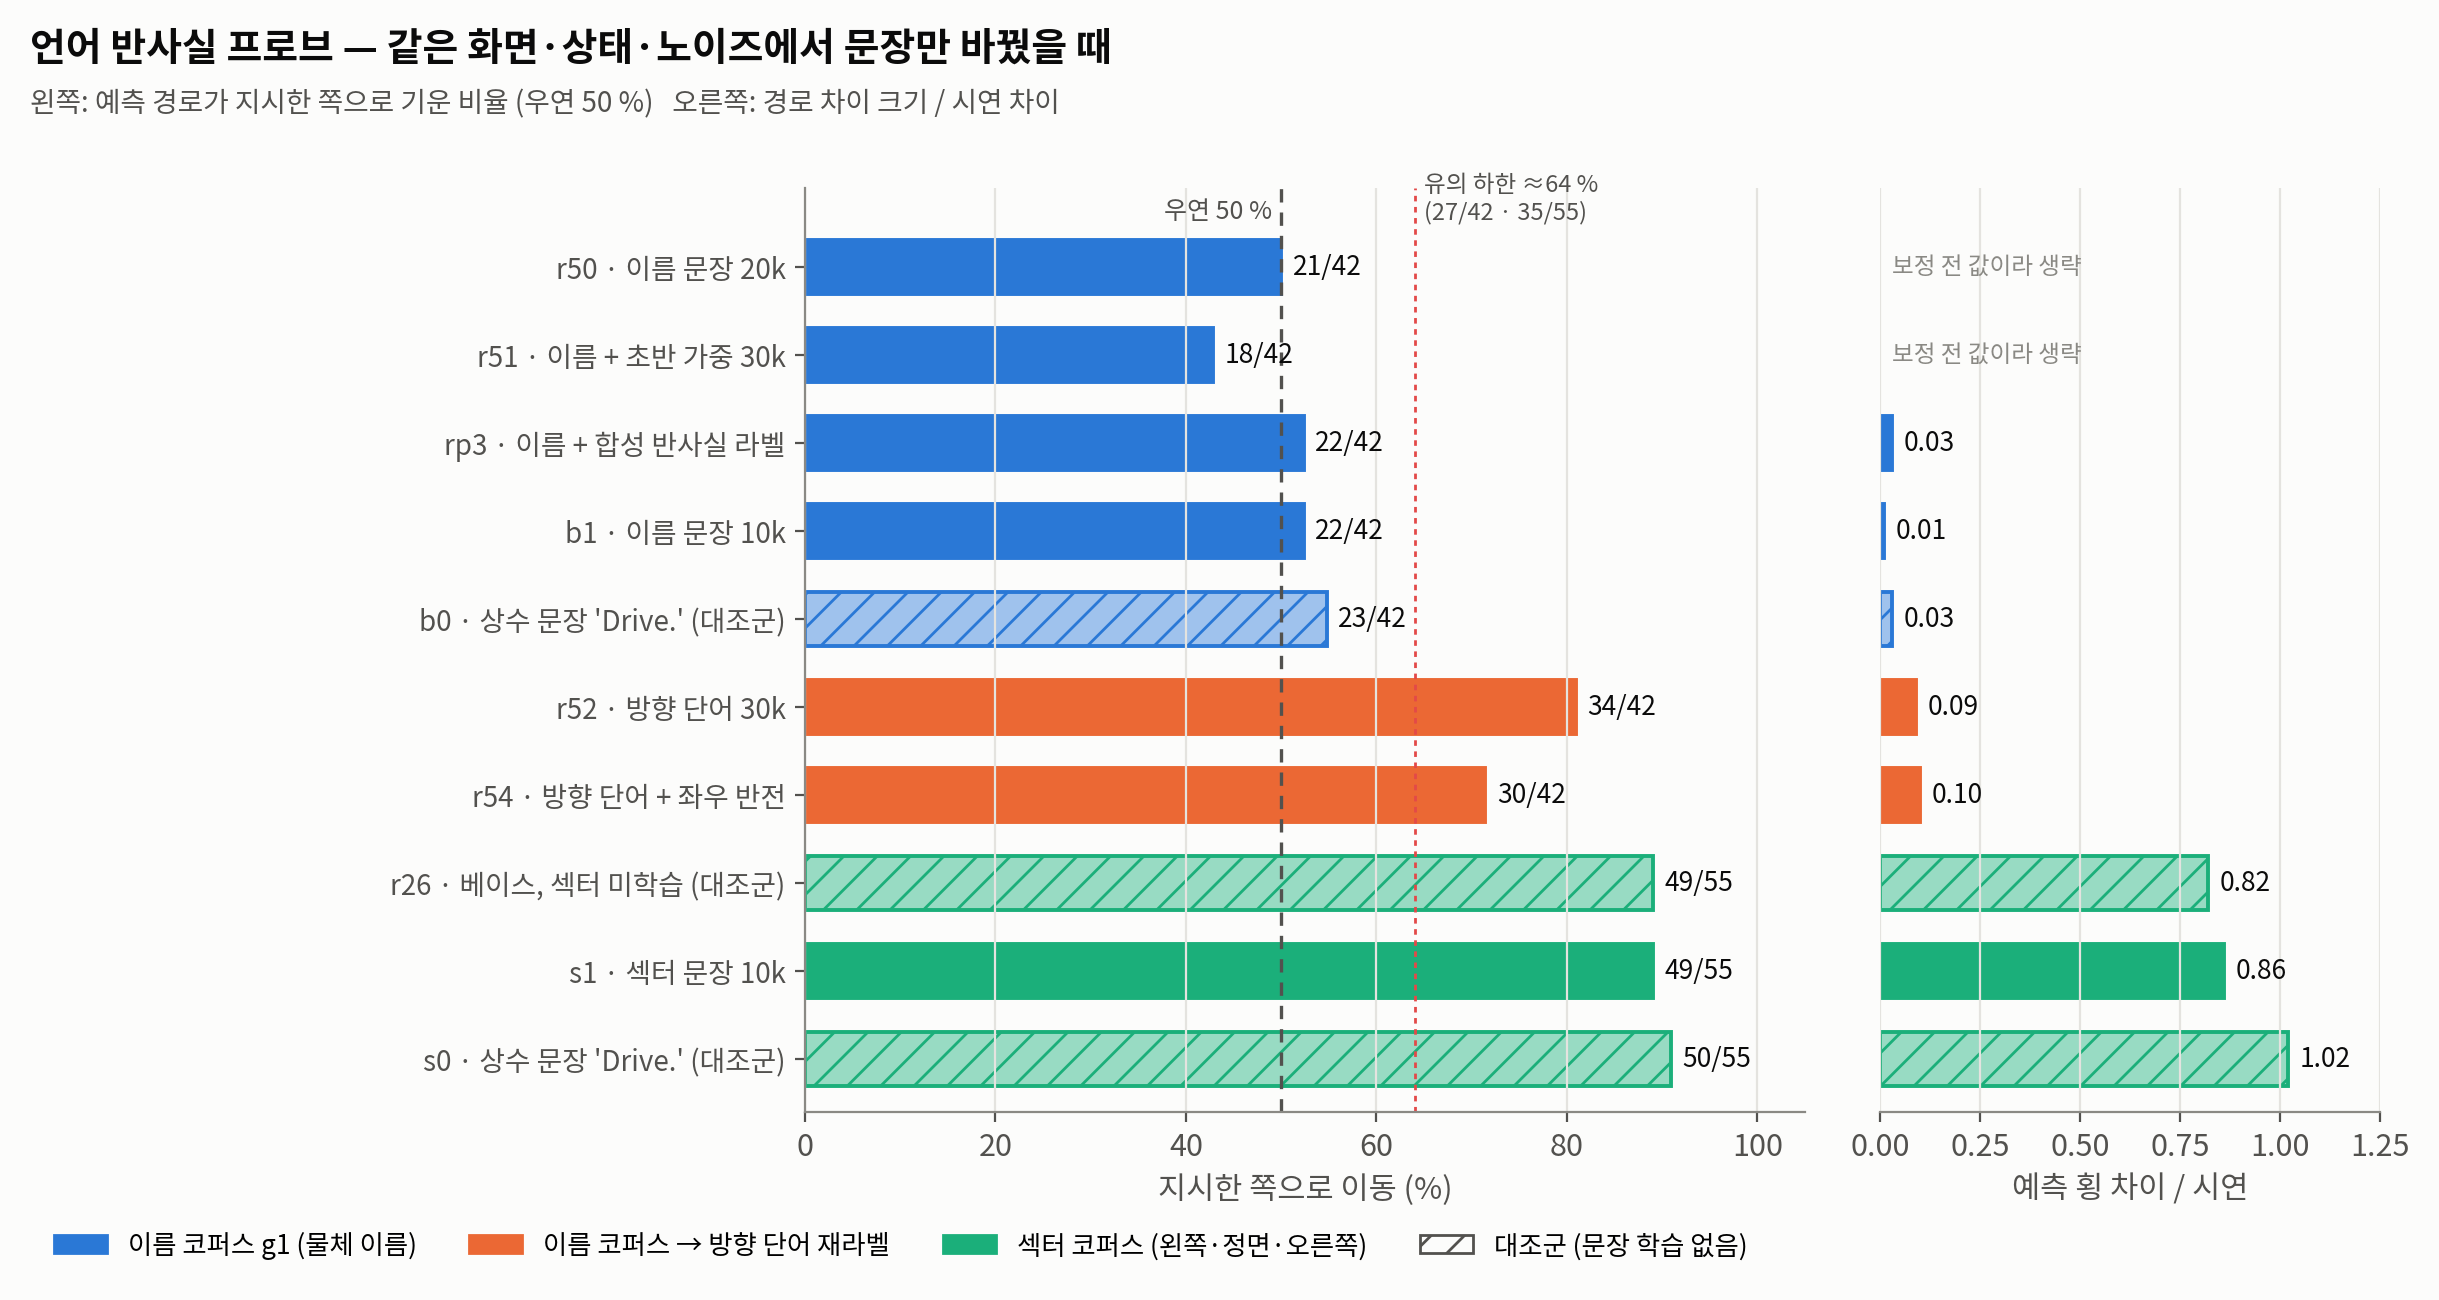 언어 반사실 프로브 — 같은 화면·상태·노이즈에서 문장만 바꿨을 때
왼쪽: 예측 경로가 지시한 쪽으로 기운 비율 (우연 50 %)   오른쪽: 경로 차이 크기 / 시연 차이
우연 50 %
유의 하한 ≈64 %
(27/42 · 35/55)
r50 · 이름 문장 20k
21/42
보정 전 값이라 생략
r51 · 이름 + 초반 가중 30k
18/42
보정 전 값이라 생략
rp3 · 이름 + 합성 반사실 라벨
22/42
0.03
b1 · 이름 문장 10k
22/42
0.01
b0 · 상수 문장 'Drive.' (대조군)
23/42
0.03
r52 · 방향 단어 30k
34/42
0.09
r54 · 방향 단어 + 좌우 반전
30/42
0.10
r26 · 베이스, 섹터 미학습 (대조군)
49/55
0.82
s1 · 섹터 문장 10k
49/55
0.86
s0 · 상수 문장 'Drive.' (대조군)
50/55
1.02
0 20 40 60 80 100
0.00 0.25 0.50 0.75 1.00 1.25
지시한 쪽으로 이동 (%)
예측 횡 차이 / 시연
이름 코퍼스 g1 (물체 이름)
이름 코퍼스 → 방향 단어 재라벨
섹터 코퍼스 (왼쪽·정면·오른쪽)
대조군 (문장 학습 없음)